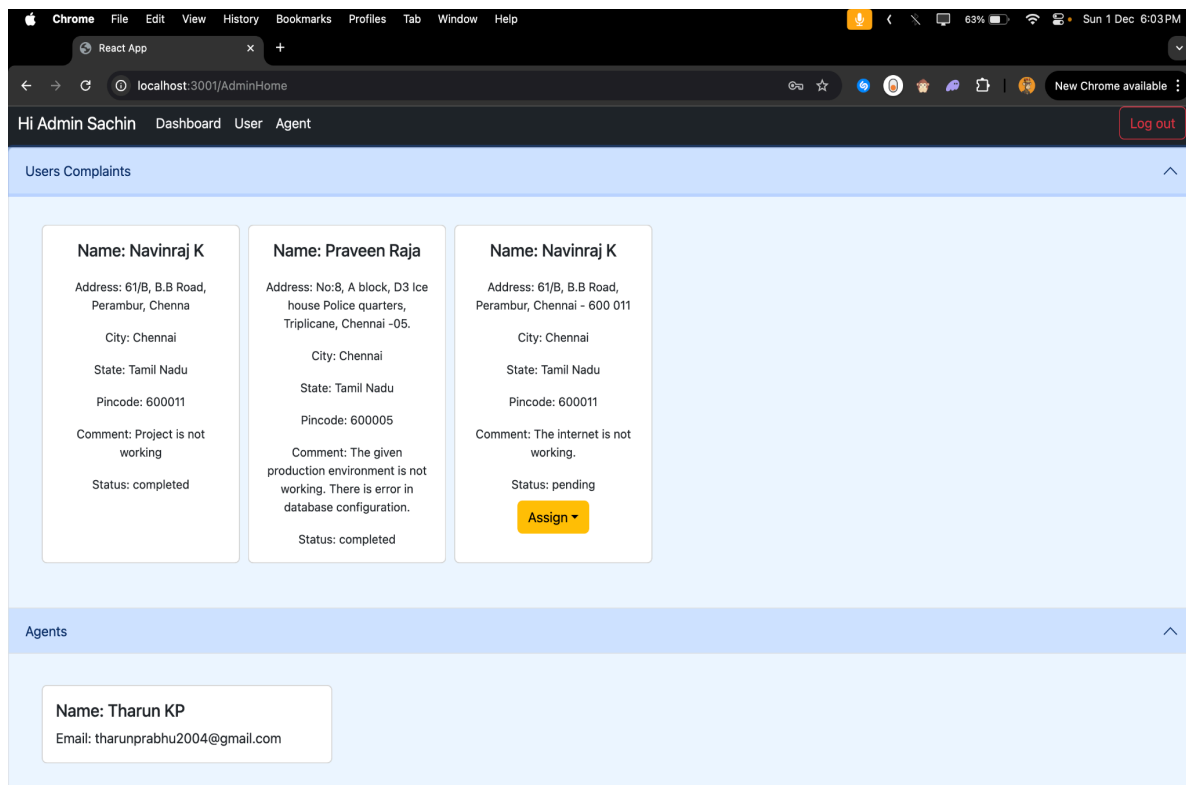 Chrome File Edit View History Bookmarks Profiles Tab Window Help 63% Sun 1 Dec 6:03 PM
React App
localhost:3001/AdminHome New Chrome available
Hi Admin Sachin Dashboard User Agent Log out
Users Complaints
Name: Navinraj K
Address: 61/B, B.B Road,
Perambur, Chenna
City: Chennai
State: Tamil Nadu
Pincode: 600011
Comment: Project is not
working
Status: completed
Name: Praveen Raja
Address: No:8, A block, D3 Ice
house Police quarters,
Triplicane, Chennai -05.
City: Chennai
State: Tamil Nadu
Pincode: 600005
Comment: The given
production environment is not
working. There is error in
database configuration.
Status: completed
Name: Navinraj K
Address: 61/B, B.B Road,
Perambur, Chennai - 600 011
City: Chennai
State: Tamil Nadu
Pincode: 600011
Comment: The internet is not
working.
Status: pending
Assign
Agents
Name: Tharun KP
Email: tharunprabhu2004@gmail.com